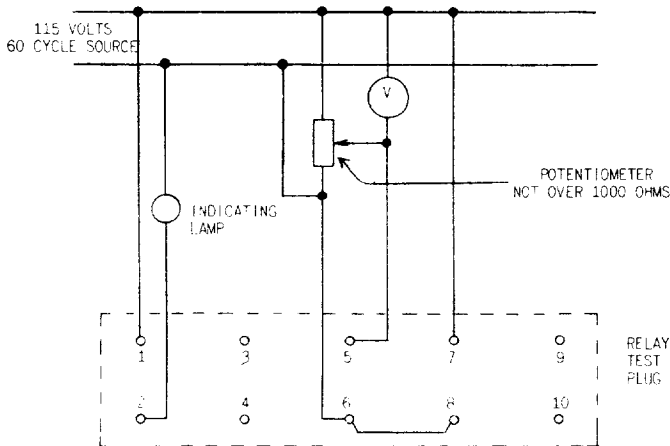 115 VOLTS
60 CYCLE SOURCE
V
POTENTIOMETER
NOT OVER 1000 OHMS
INDICATING
LAMP
1 3 5 7 9
RELAY
TEST
PLUG
2 4 6 8 10